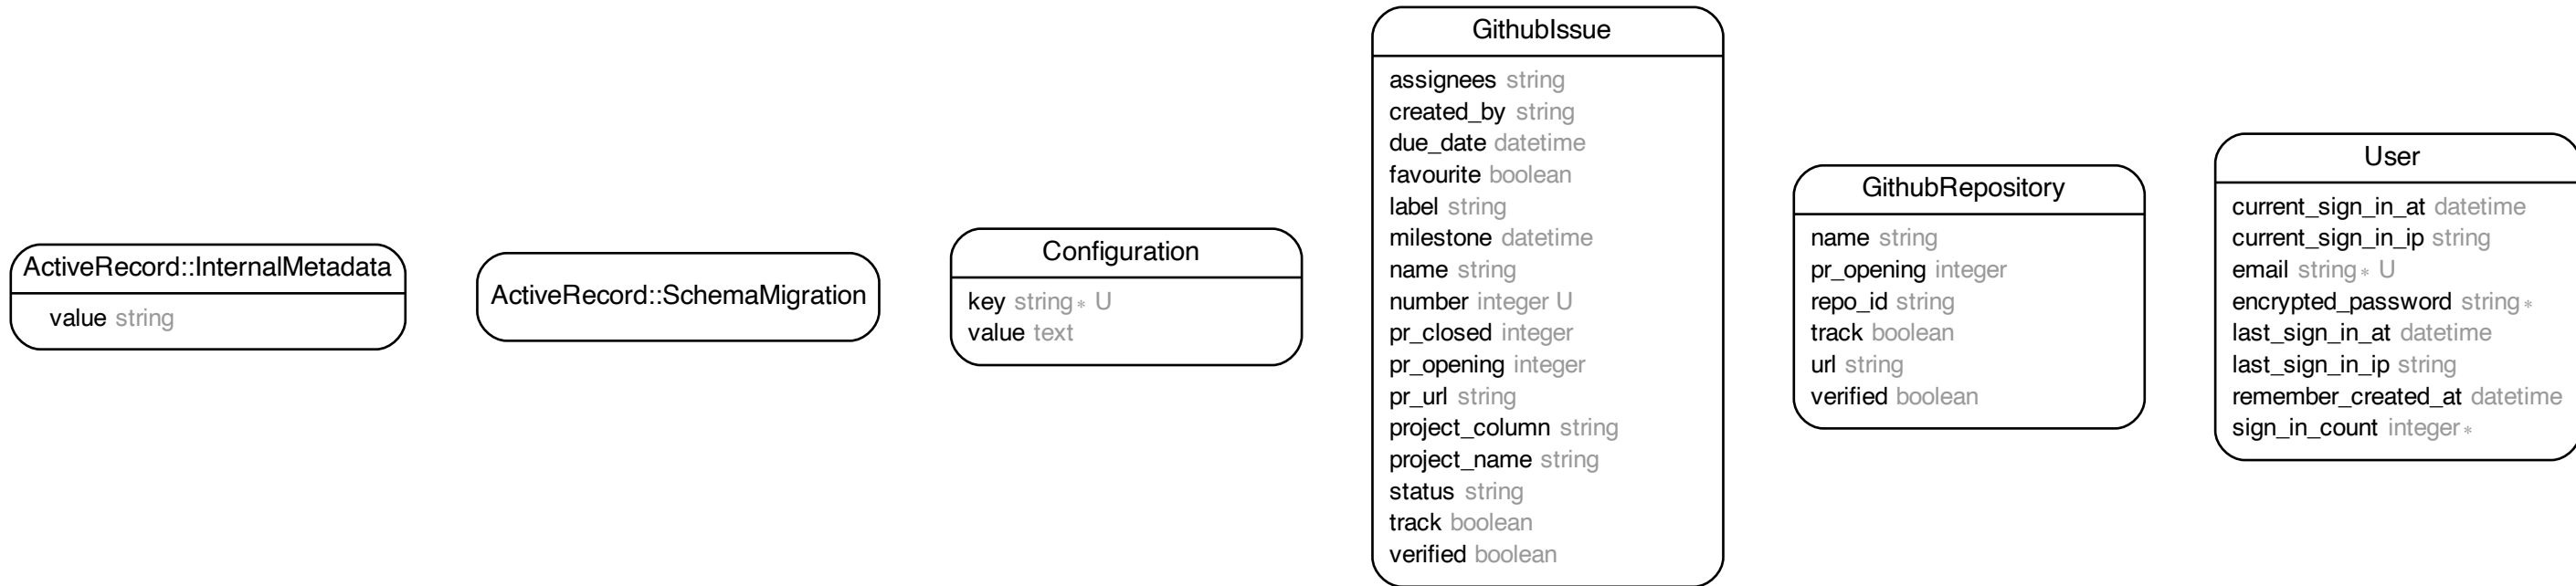 ActiveRecord::InternalMetadata
value string
ActiveRecord::SchemaMigration
Configuration
key string∗ U
value text
GithubIssue
assignees string
created_by string
due_date datetime
favourite boolean
label string
milestone datetime
name string
number integer U
pr_closed integer
pr_opening integer
pr_url string
project_column string
project_name string
status string
track boolean
verified boolean
GithubRepository
name string
pr_opening integer
repo_id string
track boolean
url string
verified boolean
User
current_sign_in_at datetime
current_sign_in_ip string
email string∗ U
encrypted_password string∗
last_sign_in_at datetime
last_sign_in_ip string
remember_created_at datetime
sign_in_count integer∗